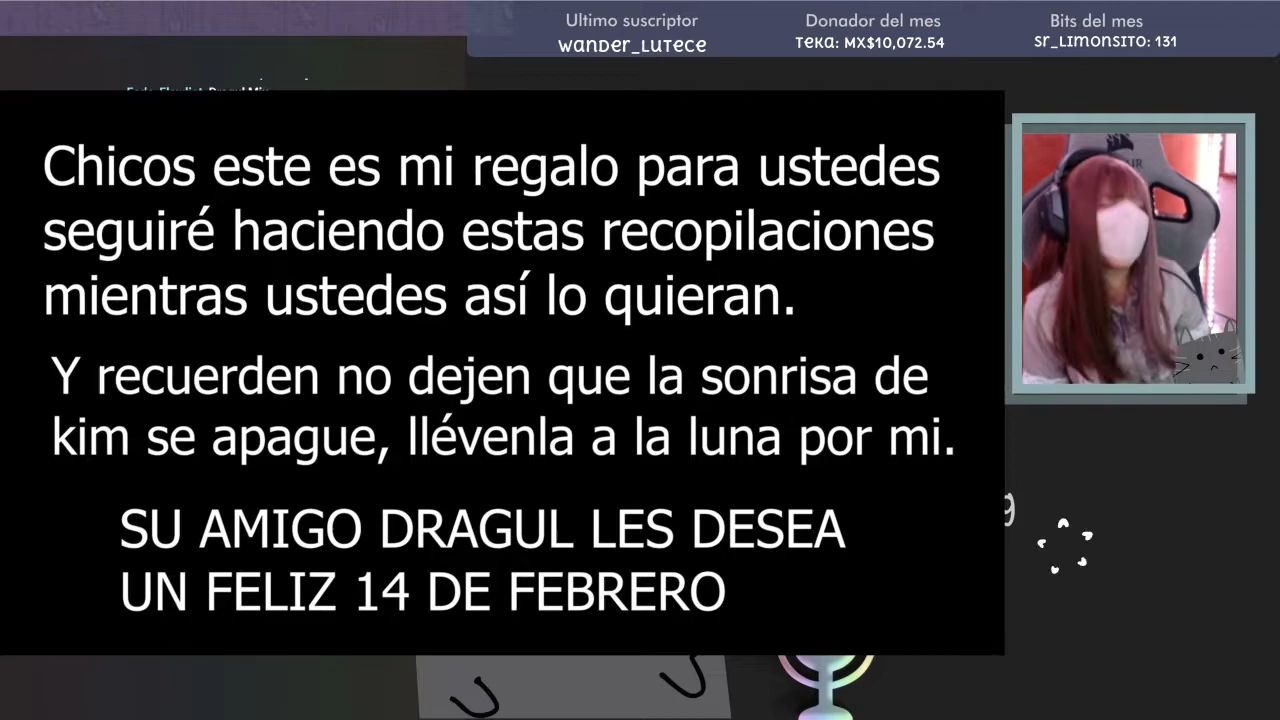 Ultimo suscriptor
wander_lutece
Donador del mes
Teka: MX$10,072.54
Bits del mes
sr_limonsito: 131
Chicos este es mi regalo para ustedes
seguiré haciendo estas recopilaciones
mientras ustedes así lo quieran.
Y recuerden no dejen que la sonrisa de
kim se apague, llévenla a la luna por mi.
SU AMIGO DRAGUL LES DESEA
UN FELIZ 14 DE FEBRERO